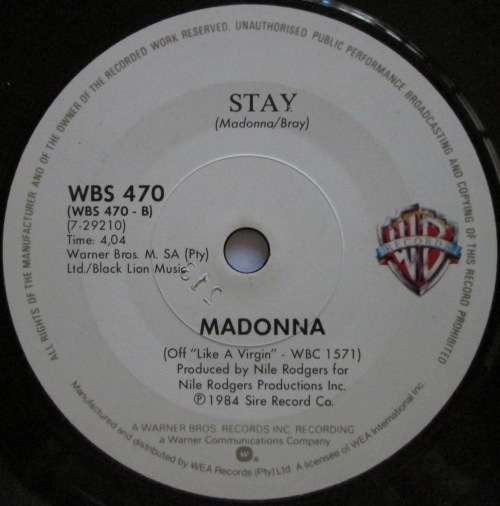 ALL RIGHTS OF THE MANUFACTURER AND OF THE OWNER OF THE RECORDED WORK RESERVED. UNAUTHORISED PUBLIC PERFORMANCE BROADCASTING AND COPYING OF THIS RECORD PROHIBITED
STAY
(Madonna/Bray)
WBS 470
(WBS 470 - B)
(7-29210)
Time: 4,04
Warner Bros. M. SA (Pty)
Ltd./Black Lion Music
WB
RECORDS
MADONNA
(Off "Like A Virgin" - WBC 1571)
Produced by Nile Rodgers for
Nile Rodgers Productions Inc.
℗ 1984 Sire Record Co.
A WARNER BROS. RECORDS INC. RECORDING
a Warner Communications Company
Manufactured and distributed by WEA Records (Pty) Ltd. A licensee of WEA International Inc.